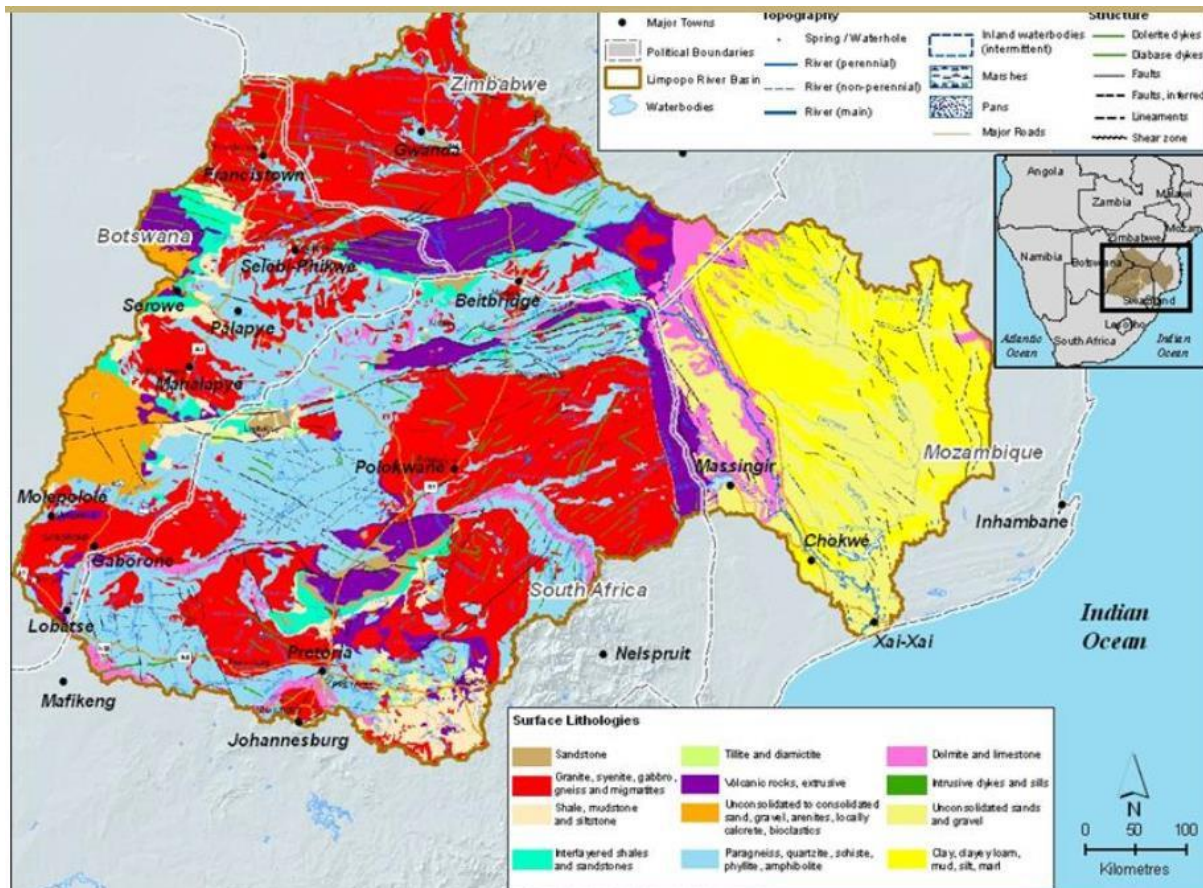 Major Towns
Political Boundaries
Limpopo River Basin
Waterbodies
Topography
Spring / Waterhole
River (perennial)
River (non-perennial)
River (main)
Inland waterbodies
(intermittent)
Marshes
Pans
Major Roads
Structure
Dolerite dykes
Diabase dykes
Faults
Faults, inferred
Lineaments
Shear zone
Angola
Zambia
Malawi
Zimbabwe
Mozam
Namibia
Botswana
Swaziland
Lesotho
South Africa
Atlantic
Ocean
Indian
Ocean
Zimbabwe
Gwanda
Francistown
Botswana
Selebi-Phikwe
Beitbridge
Serowe
Palapye
Mahalapye
Polokwane
Massingir
Mozambique
Molepolole
Inhambane
Gaborone
Chokwé
South Africa
Lobatse
Xai-Xai
Indian
Ocean
Pretoria
Nelspruit
Mafikeng
Johannesburg
Surface Lithologies
Sandstone
Granite, syenite, gabbro,
gneiss and migmatites
Shale, mudstone
and siltstone
Interlayered shales
and sandstones
Tillite and diamictite
Volcanic rocks, extrusive
Unconsolidated to consolidated
sand, gravel, arenites, locally
calcrete, bioclastics
Paragneiss, quartzite, schists,
phyllite, amphibolite
Dolmite and limestone
Intrusive dykes and sills
Unconsolidated sands
and gravel
Clay, clayey loam,
mud, silt, marl
N
0 50 100
Kilometres